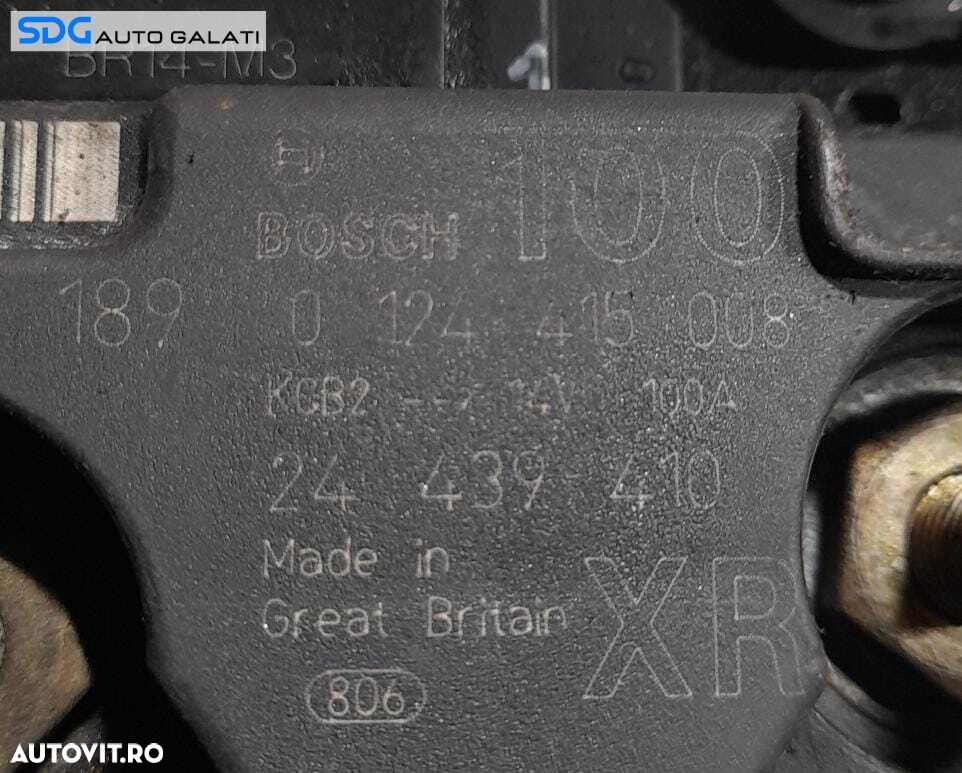 SDG AUTO GALATI
BR14-M3
BOSCH 100
189 0 124 415 008
KCB2 --> 14V 100A
24 439 410
Made in
Great Britain XR
806
AUTOVIT.RO